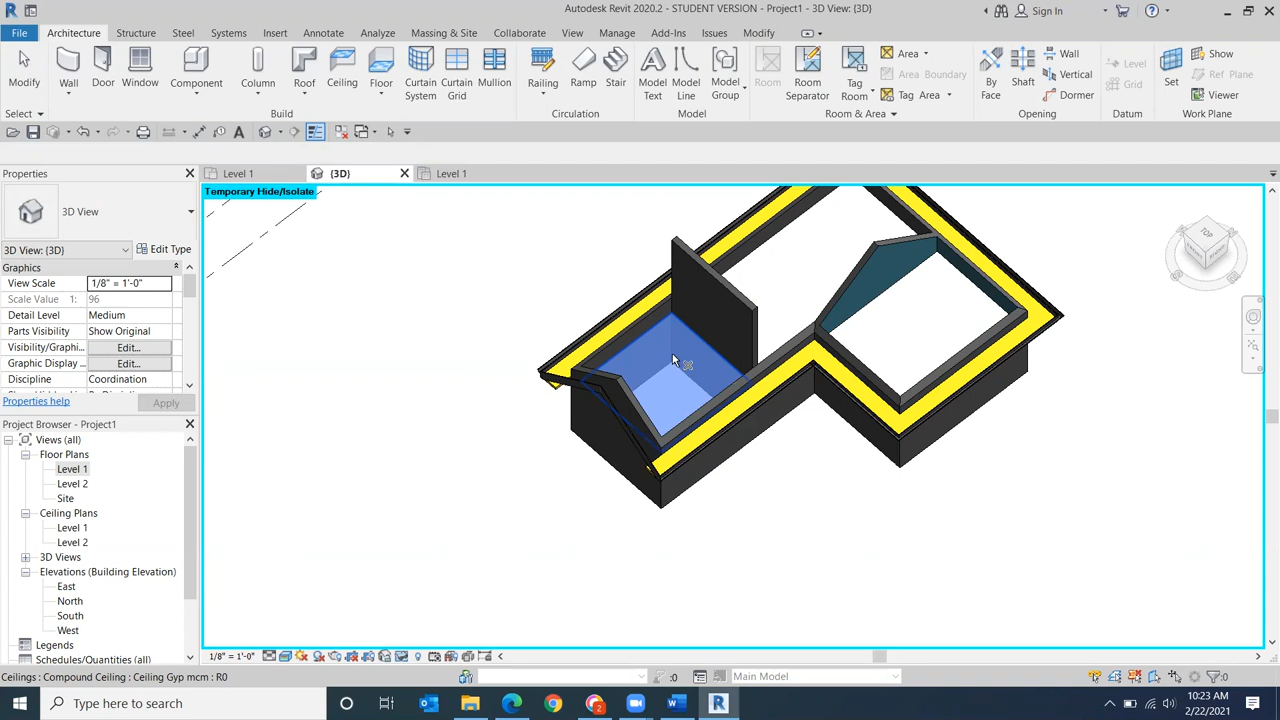 Autodesk Revit 2020.2 - STUDENT VERSION - Project1 - 3D View: {3D}
Sign In
File Architecture Structure Steel Systems Insert Annotate Analyze Massing & Site Collaborate View Manage Add-Ins Issues Modify
Modify Wall Door Window Component Column Roof Ceiling Floor Curtain System Curtain Grid Mullion Railing Ramp Stair Model Text Model Line Model Group Room Room Separator Tag Room Area Area Boundary Tag Area By Face Shaft Wall Vertical Dormer Level Grid Set Show Ref Plane Viewer
Select Build Circulation Model Room & Area Opening Datum Work Plane
Properties
Level 1
{3D}
Level 1
Temporary Hide/Isolate
3D View
3D View: {3D} Edit Type
Graphics
View Scale 1/8" = 1'-0"
Scale Value 1: 96
Detail Level Medium
Parts Visibility Show Original
Visibility/Graphi... Edit...
Graphic Display ... Edit...
Discipline Coordination
Properties help Apply
TOP
Project Browser - Project1
Views (all)
Floor Plans
Level 1
Level 2
Site
Ceiling Plans
Level 1
Level 2
3D Views
Elevations (Building Elevation)
East
North
South
West
Legends
Schedules/Quantities (all)
1/8" = 1'-0"
Ceilings : Compound Ceiling : Ceiling Gyp mcm : R0
:0
Main Model
:0
Type here to search
10:23 AM
2/22/2021